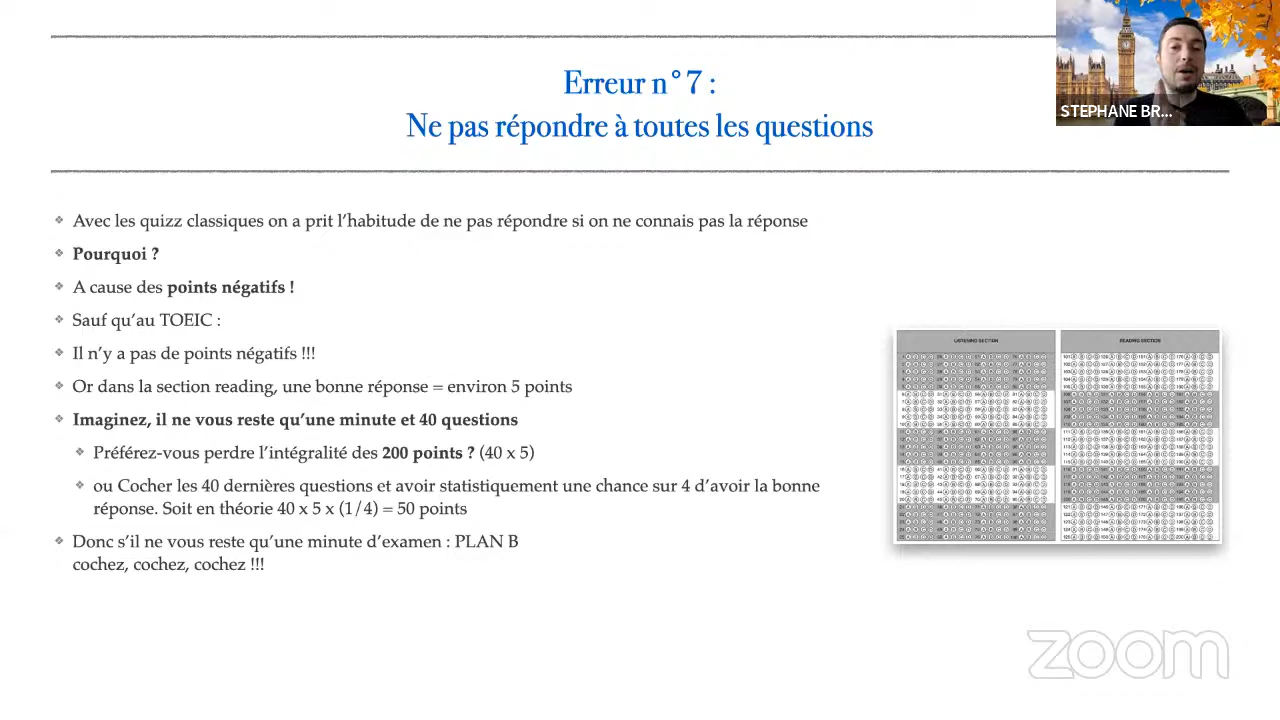 Erreur n°7 :
Ne pas répondre à toutes les questions
STEPHANE BR...
Avec les quizz classiques on a prit l'habitude de ne pas répondre si on ne connais pas la réponse
Pourquoi ?
A cause des points négatifs !
Sauf qu'au TOEIC :
Il n'y a pas de points négatifs !!!
Or dans la section reading, une bonne réponse = environ 5 points
Imaginez, il ne vous reste qu'une minute et 40 questions
Préférez-vous perdre l'intégralité des 200 points ? (40 x 5)
ou Cocher les 40 dernières questions et avoir statistiquement une chance sur 4 d'avoir la bonne
réponse. Soit en théorie 40 x 5 x (1/4) = 50 points
Donc s'il ne vous reste qu'une minute d'examen : PLAN B
cochez, cochez, cochez !!!
LISTENING SECTION
READING SECTION
zoom